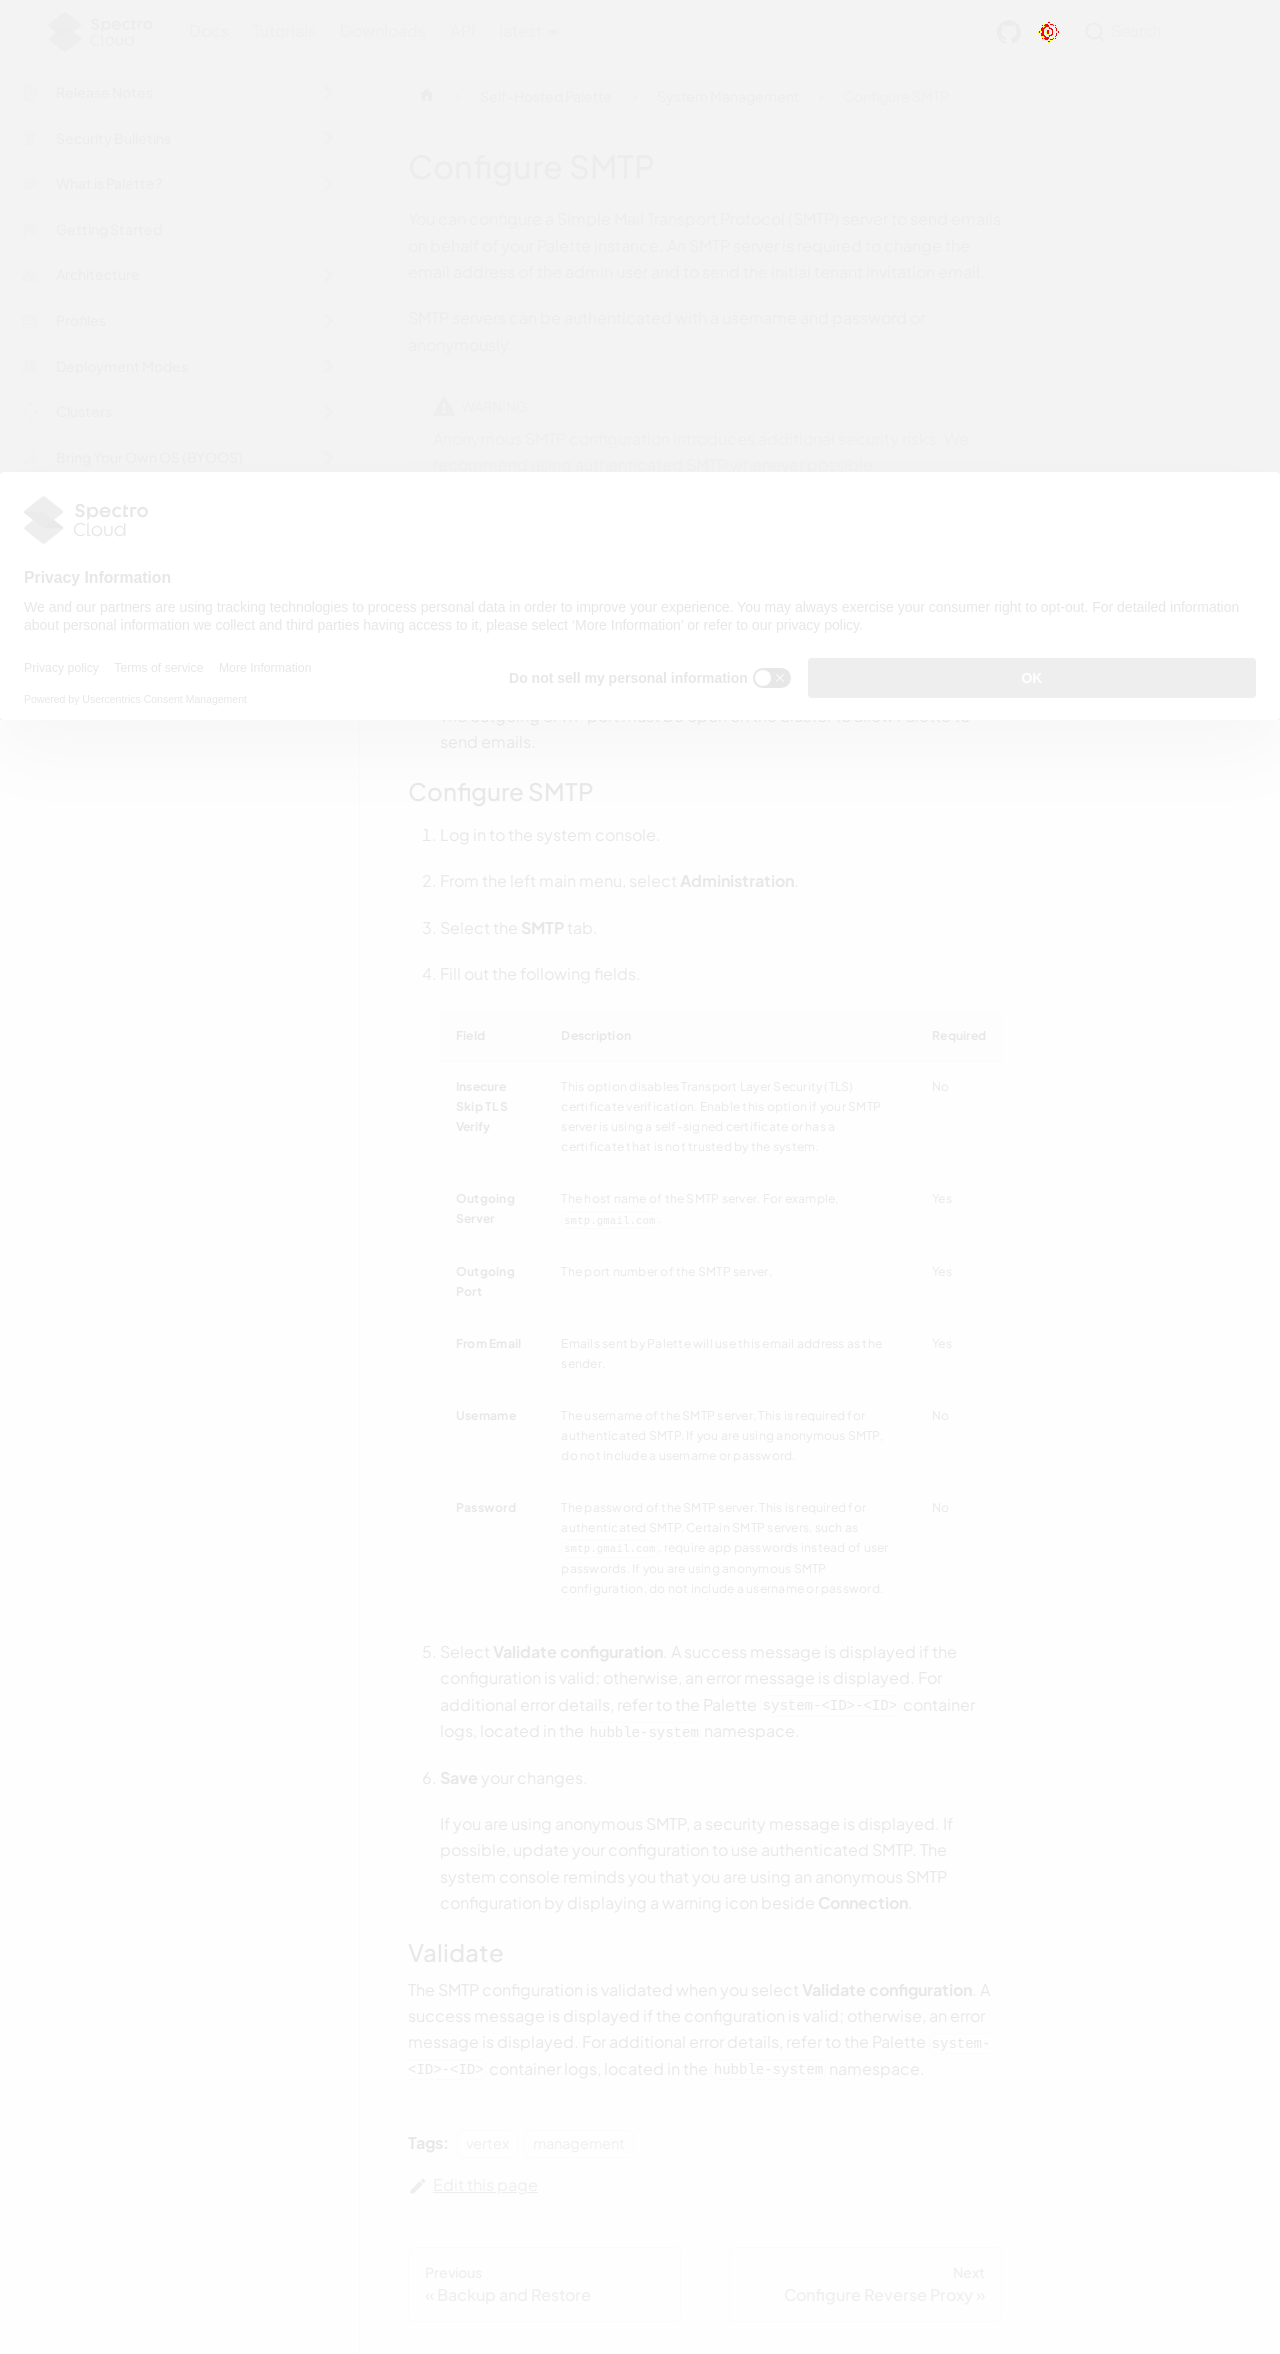 Spectro
Cloud
Docs Tutorials Downloads API latest
Search
Release Notes
Security Bulletins
What is Palette?
Getting Started
Architecture
Profiles
Deployment Modes
Clusters
Bring Your Own OS (BYOOS)
Self-Hosted Palette
System Management
Configure SMTP
Configure SMTP
You can configure a Simple Mail Transport Protocol (SMTP) server to send emails
on behalf of your Palette instance. An SMTP server is required to change the
email address of the admin user and to send the initial tenant invitation email.
SMTP servers can be authenticated with a username and password or
anonymously.
WARNING
Anonymous SMTP configuration introduces additional security risks. We
recommend using authenticated SMTP whenever possible.
Spectro
Cloud
Privacy Information
We and our partners are using tracking technologies to process personal data in order to improve your experience. You may always exercise your consumer right to opt-out. For detailed information
about personal information we collect and third parties having access to it, please select 'More Information' or refer to our privacy policy.
Privacy policy Terms of service More Information
Do not sell my personal information
OK
Powered by Usercentrics Consent Management
send emails.
Configure SMTP
1. Log in to the system console.
2. From the left main menu, select Administration.
3. Select the SMTP tab.
4. Fill out the following fields.
Field Description Required
Insecure Skip TLS Verify This option disables Transport Layer Security (TLS) No
certificate verification. Enable this option if your SMTP
server is using a self-signed certificate or has a
certificate that is not trusted by the system.
Outgoing Server The host name of the SMTP server. For example, Yes
smtp.gmail.com.
Outgoing Port The port number of the SMTP server. Yes
From Email Emails sent by Palette will use this email address as the Yes
sender.
Username The username of the SMTP server. This is required for No
authenticated SMTP. If you are using anonymous SMTP,
do not include a username or password.
Password The password of the SMTP server. This is required for No
authenticated SMTP. Certain SMTP servers, such as
smtp.gmail.com, require app passwords instead of user
passwords. If you are using anonymous SMTP
configuration, do not include a username or password.
5. Select Validate configuration. A success message is displayed if the
configuration is valid; otherwise, an error message is displayed. For
additional error details, refer to the Palette system-<ID>-<ID> container
logs, located in the hubble-system namespace.
6. Save your changes.
If you are using anonymous SMTP, a security message is displayed. If
possible, update your configuration to use authenticated SMTP. The
system console reminds you that you are using an anonymous SMTP
configuration by displaying a warning icon beside Connection.
Validate
The SMTP configuration is validated when you select Validate configuration. A
success message is displayed if the configuration is valid; otherwise, an error
message is displayed. For additional error details, refer to the Palette system-
<ID>-<ID> container logs, located in the hubble-system namespace.
Tags: vertex management
Edit this page
Previous
« Backup and Restore
Next
Configure Reverse Proxy »